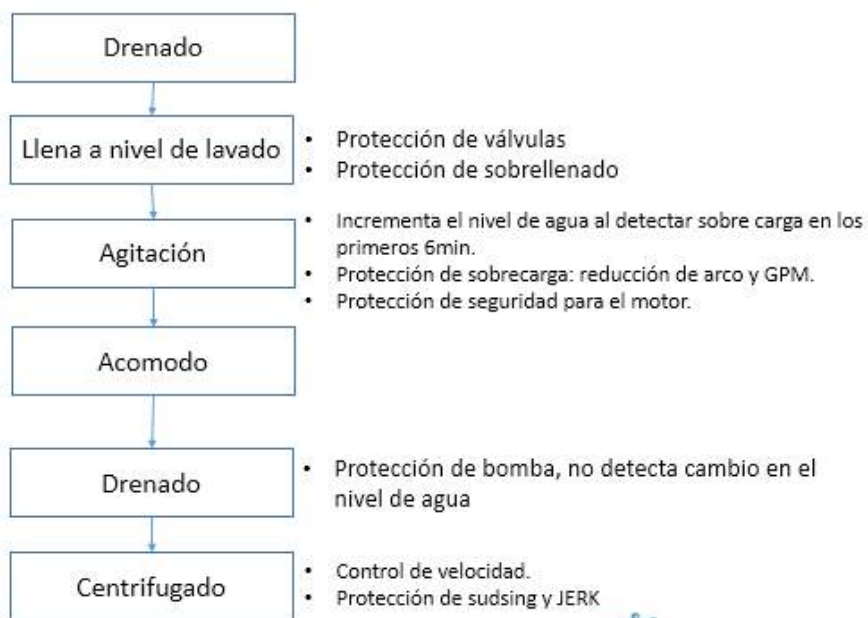 Drenado
Llena a nivel de lavado
• Protección de válvulas
• Protección de sobrellenado
Agitación
• Incrementa el nivel de agua al detectar sobre carga en los
primeros 6min.
• Protección de sobrecarga: reducción de arco y GPM.
• Protección de seguridad para el motor.
Acomodo
Drenado
• Protección de bomba, no detecta cambio en el
nivel de agua
Centrifugado
• Control de velocidad.
• Protección de sudsing y JERK